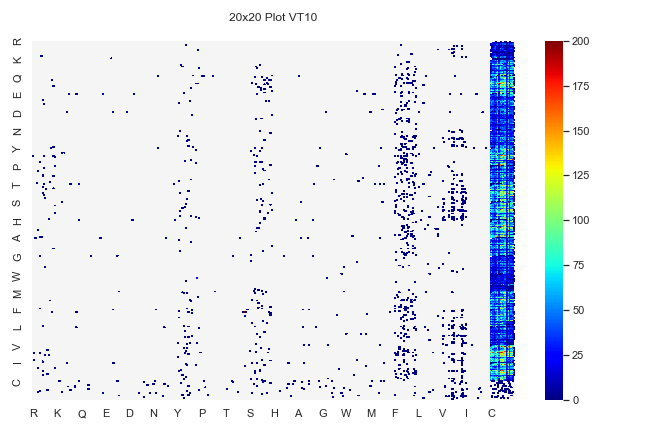 20x20 Plot VT10
R
K
Q
E
D
N
Y
P
T
S
H
A
G
W
M
F
L
V
I
C
R K Q E D N Y P T S H A G W M F L V I C
200
175
150
125
100
75
50
25
0